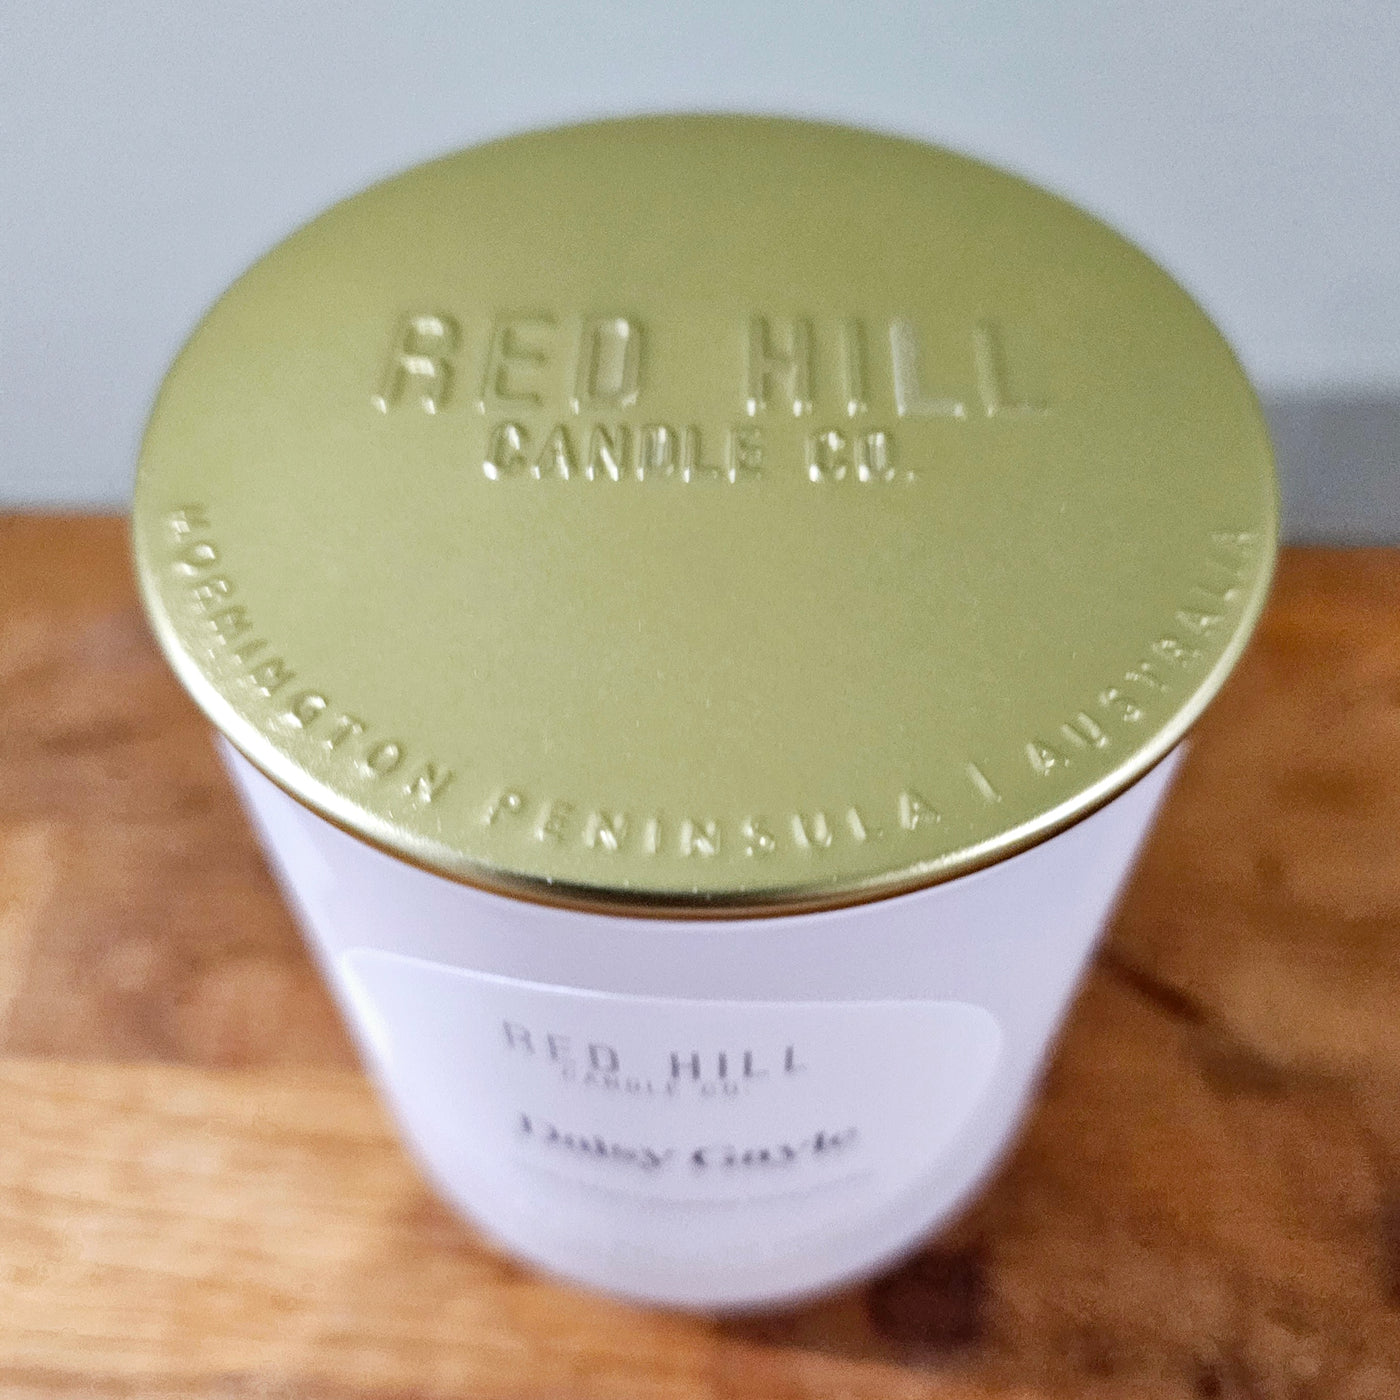 RED HILL
CANDLE CO.
MORNINGTON PENINSULA | AUSTRALIA
RED HILL
CANDLE CO.
Daisy Gayle